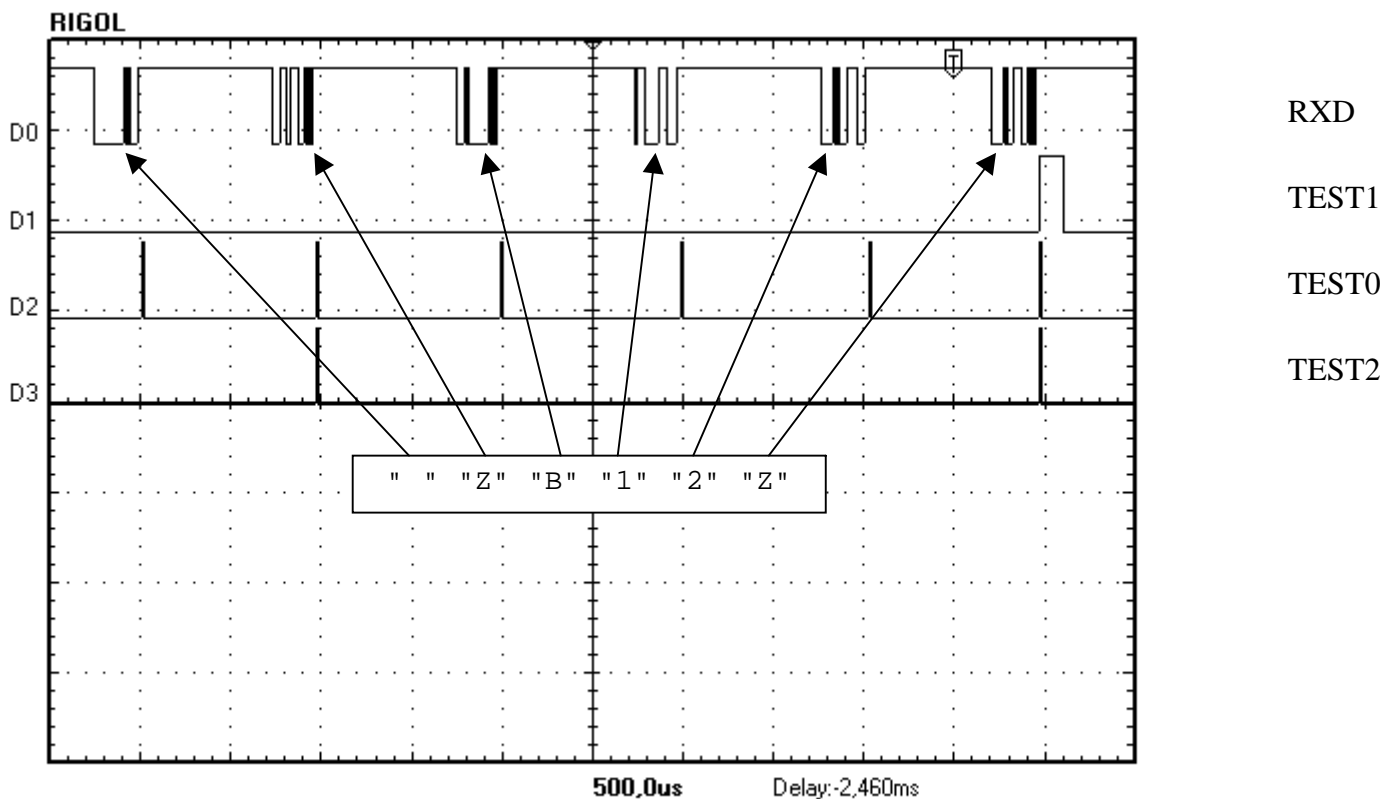 RIGOL
T
D0 RXD
D1 TEST1
D2 TEST0
D3 TEST2
" " "Z" "B" "1" "2" "Z"
500,0us Delay:-2,460ms